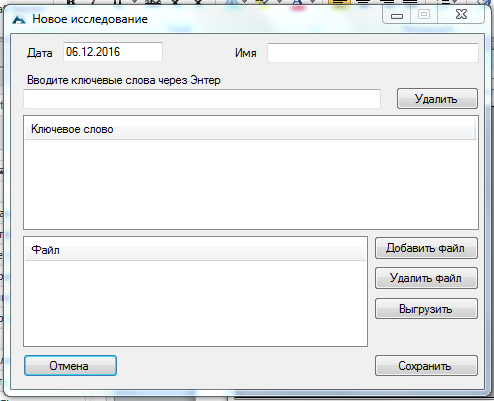 Новое исследование
Дата 06.12.2016 Имя
Вводите ключевые слова через Энтер
Удалить
Ключевое слово
Файл
Добавить файл
Удалить файл
Выгрузить
Отмена Сохранить